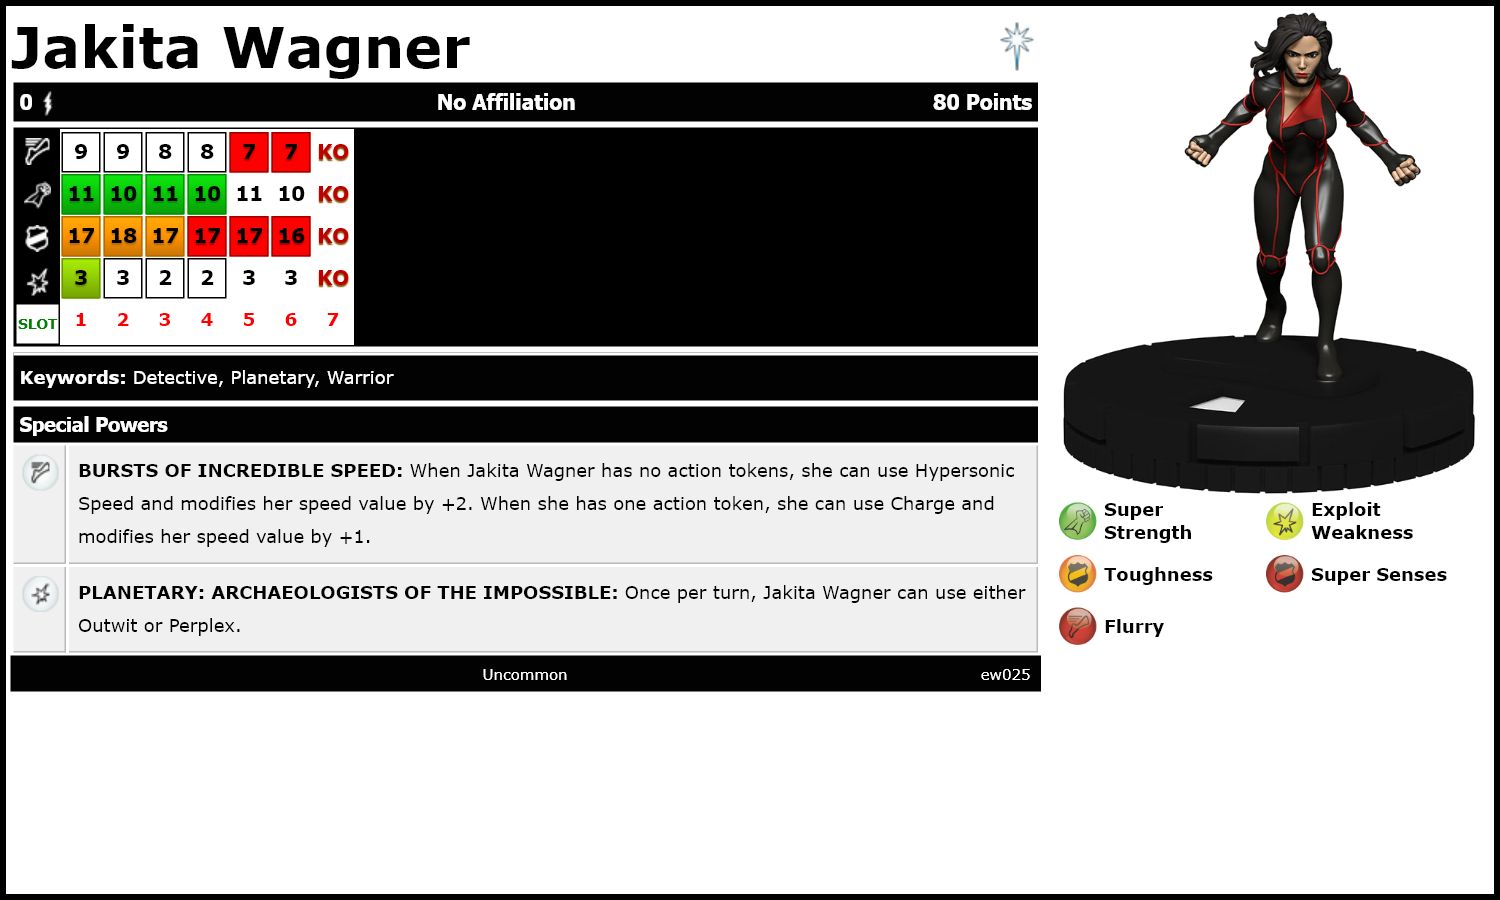 Jakita Wagner
0 No Affiliation 80 Points
9 9 8 8 7 7 KO
11 10 11 10 11 10 KO
17 18 17 17 17 16 KO
3 3 2 2 3 3 KO
SLOT 1 2 3 4 5 6 7
Keywords: Detective, Planetary, Warrior
Special Powers
BURSTS OF INCREDIBLE SPEED: When Jakita Wagner has no action tokens, she can use Hypersonic
Speed and modifies her speed value by +2. When she has one action token, she can use Charge and
modifies her speed value by +1.
PLANETARY: ARCHAEOLOGISTS OF THE IMPOSSIBLE: Once per turn, Jakita Wagner can use either
Outwit or Perplex.
Uncommon ew025
Super
Strength
Exploit
Weakness
Toughness
Super Senses
Flurry